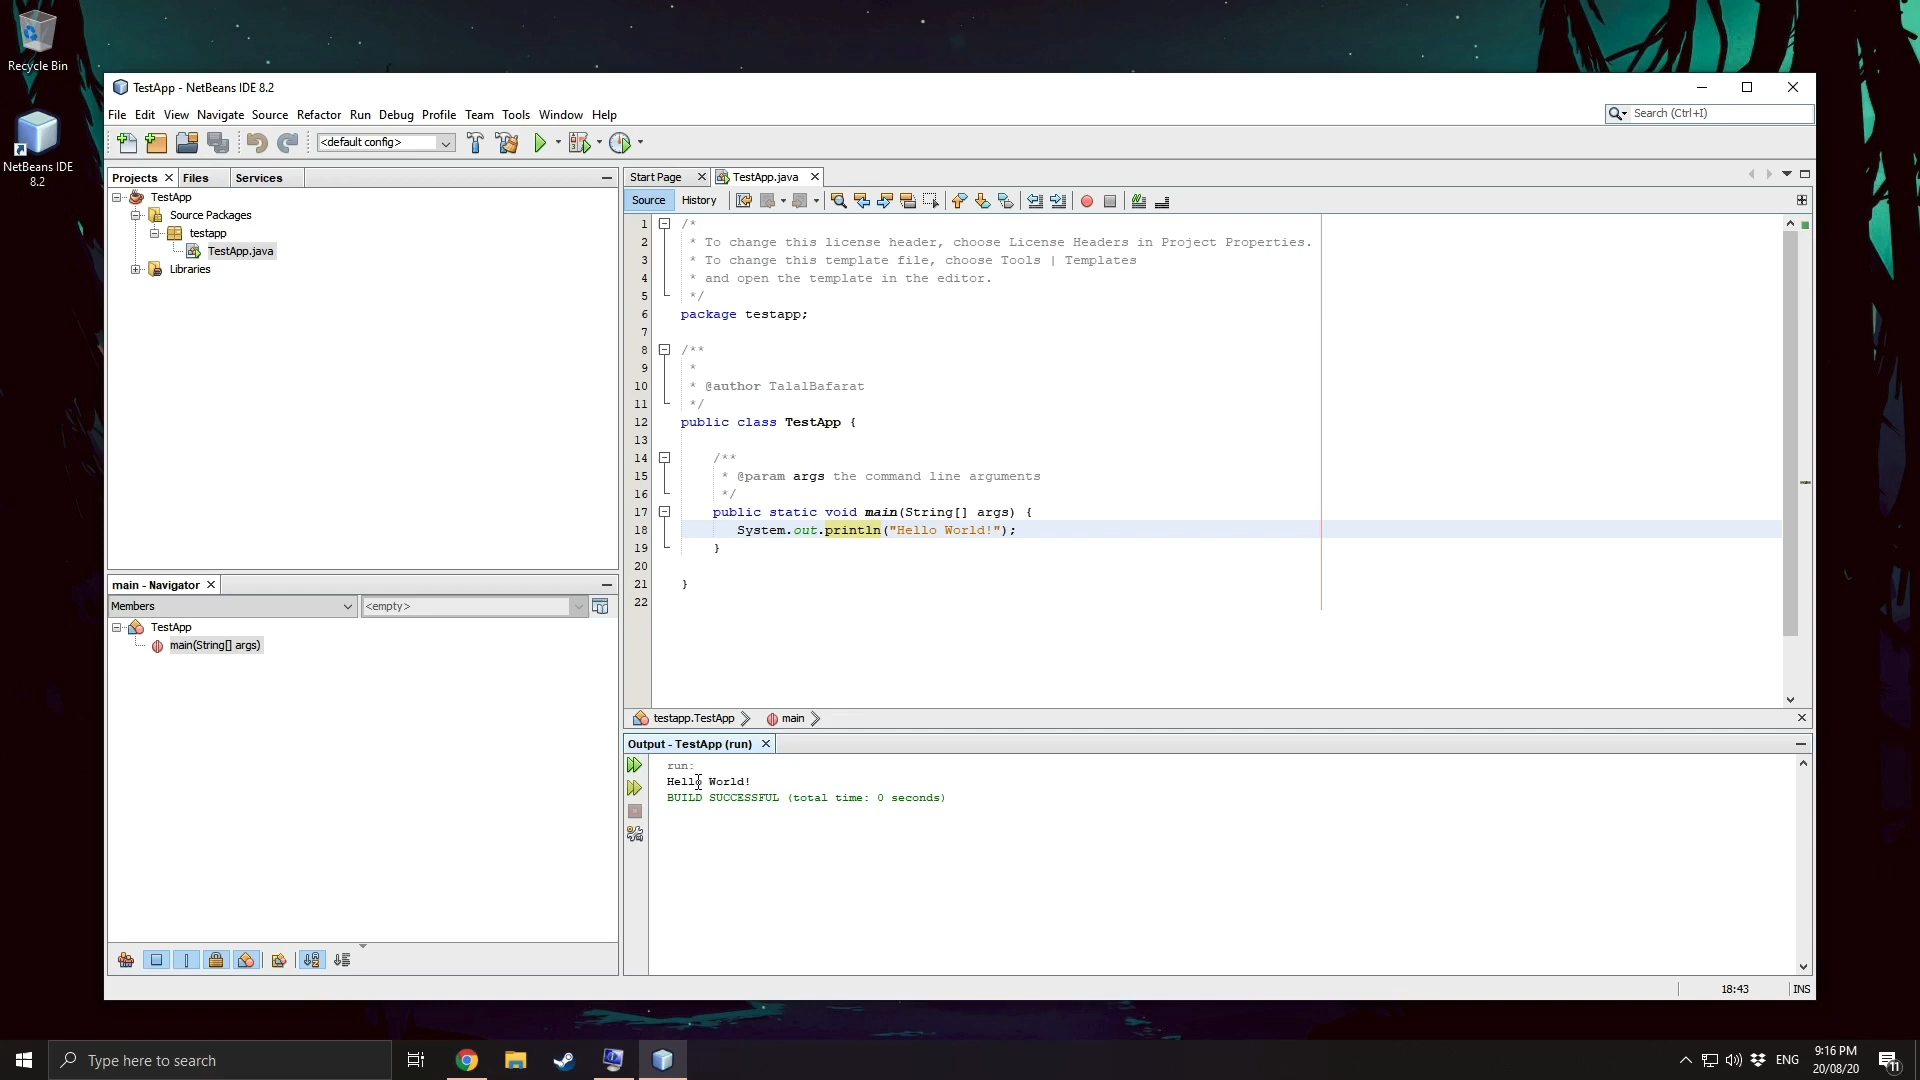 Recycle Bin
NetBeans IDE
8.2
TestApp - NetBeans IDE 8.2
File Edit View Navigate Source Refactor Run Debug Profile Team Tools Window Help
Search (Ctrl+I)
<default config>
Projects Files Services
TestApp
Source Packages
testapp
TestApp.java
Libraries
main - Navigator
Members
<empty>
TestApp
main(String[] args)
Start Page TestApp.java
Source History
1 /*
2 * To change this license header, choose License Headers in Project Properties.
3 * To change this template file, choose Tools | Templates
4 * and open the template in the editor.
5 */
6 package testapp;
7
8 /**
9 *
10 * @author TalalBafarat
11 */
12 public class TestApp {
13
14 /**
15 * @param args the command line arguments
16 */
17 public static void main(String[] args) {
18 System.out.println("Hello World!");
19 }
20
21 }
22
testapp.TestApp main
Output - TestApp (run)
run:
Hello World!
BUILD SUCCESSFUL (total time: 0 seconds)
18:43 INS
Type here to search
ENG
9:16 PM
20/08/20
11